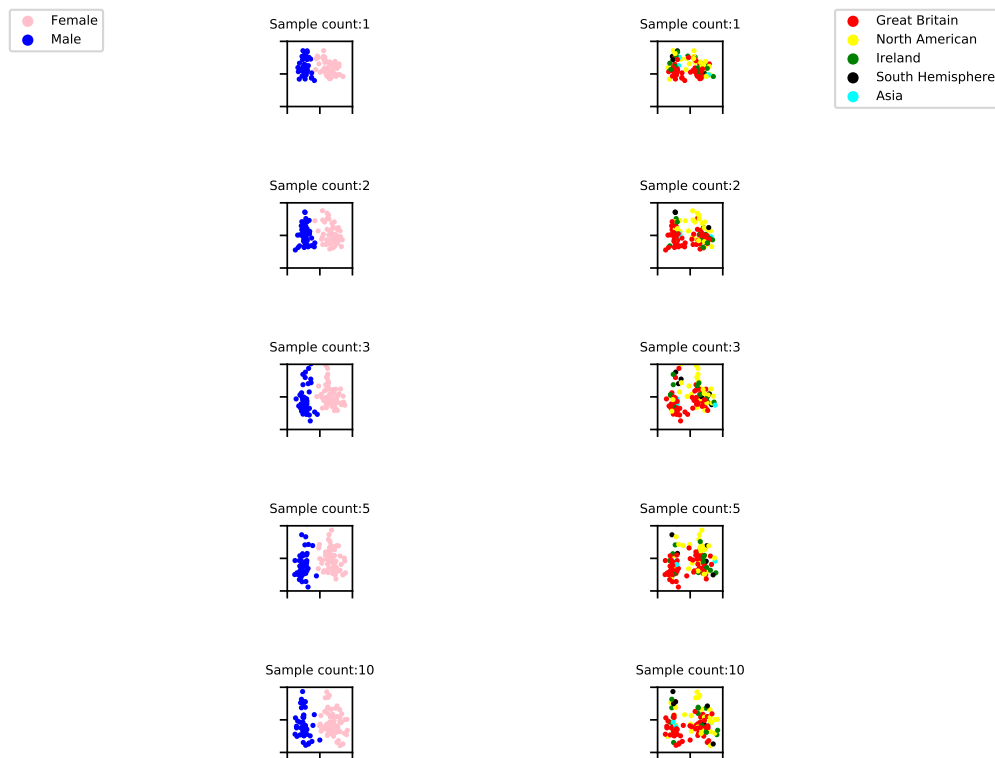 Female
Male
Sample count:1
Sample count:1
Great Britain
North American
Ireland
South Hemisphere
Asia
Sample count:2
Sample count:2
Sample count:3
Sample count:3
Sample count:5
Sample count:5
Sample count:10
Sample count:10